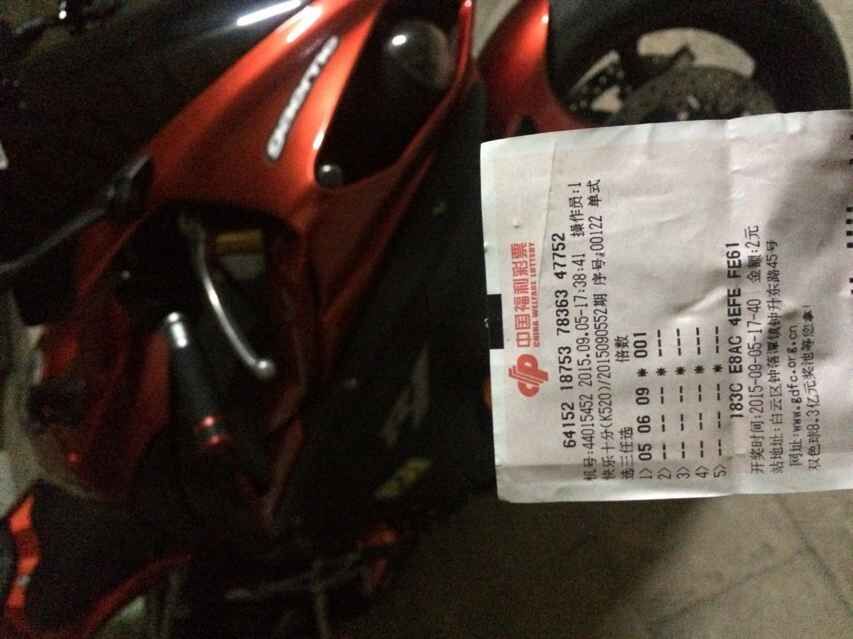 中国福利彩票
CHINA WELFARE LOTTERY
64152 18753 78363 47752
机号:44015452 2015.09.05-17:38:41 操作员:1
快乐十分(K520)/2015090552期 序号:00122 单式
选三任选 倍数
1> 05 06 09 * 001
2> -- -- -- * ---
3> -- -- -- * ---
4> -- -- -- * ---
5> -- -- -- * ---
183C E8AC 4EFE FE61
开奖时间:2015-09-05-17-40 金额:2元
站地址:白云区钟落潭镇钟升东路45号
网址:www.gdfc.org.cn
双色球8.3亿元奖池等您拿!